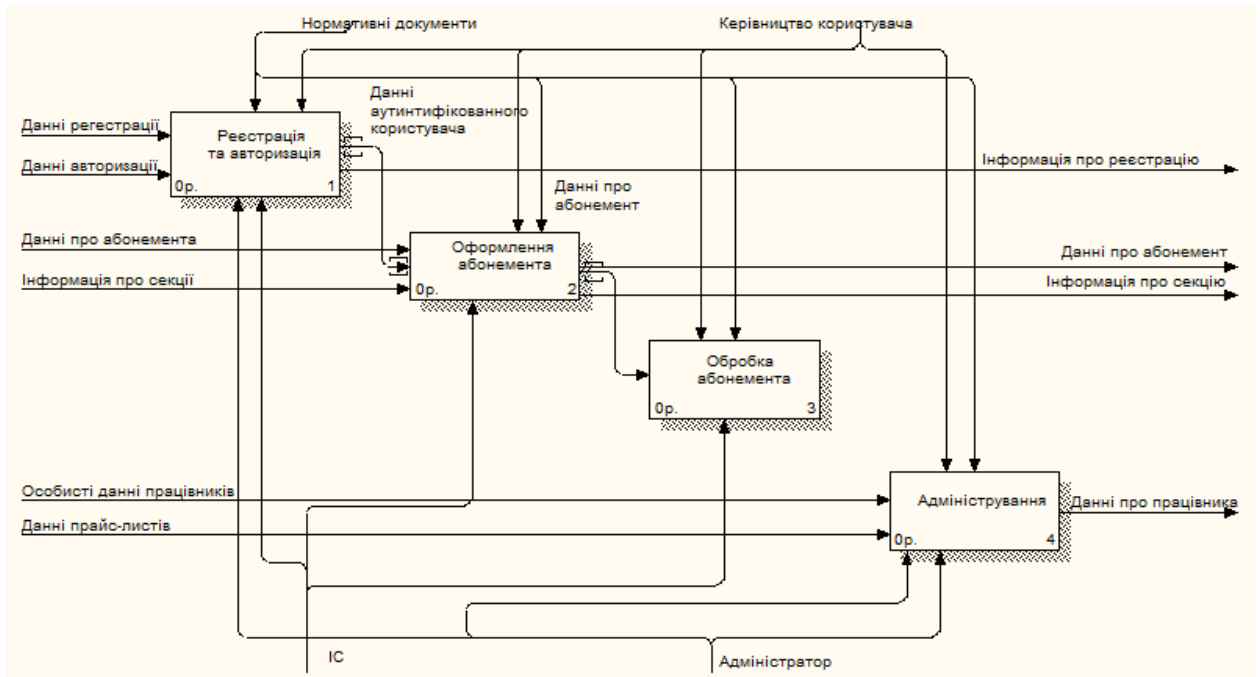 Нормативні документи
Керівництво користувача
Данні
аутинтифікованного
користувача
Данні регестрації
Реєстрація
та авторизація
Данні авторизації
0р.
1
Інформація про реєстрацію
Данні про
абонемент
Данні про абонемента
Оформлення
абонемента
Данні про абонемент
Інформація про секції
0р.
2
Інформація про секцію
Обробка
абонемента
0р.
3
Особисті данні працівників
Адміністрування
Данні про працівника
Данні прайс-листів
0р.
4
ІС
Адміністратор